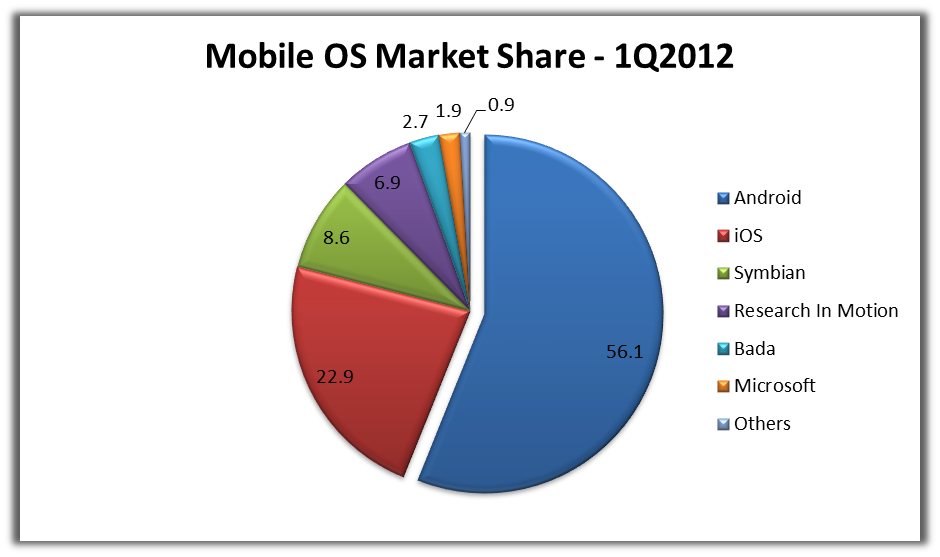 Mobile OS Market Share - 1Q2012
0.9
1.9
2.7
6.9
8.6
22.9
56.1
Android
iOS
Symbian
Research In Motion
Bada
Microsoft
Others